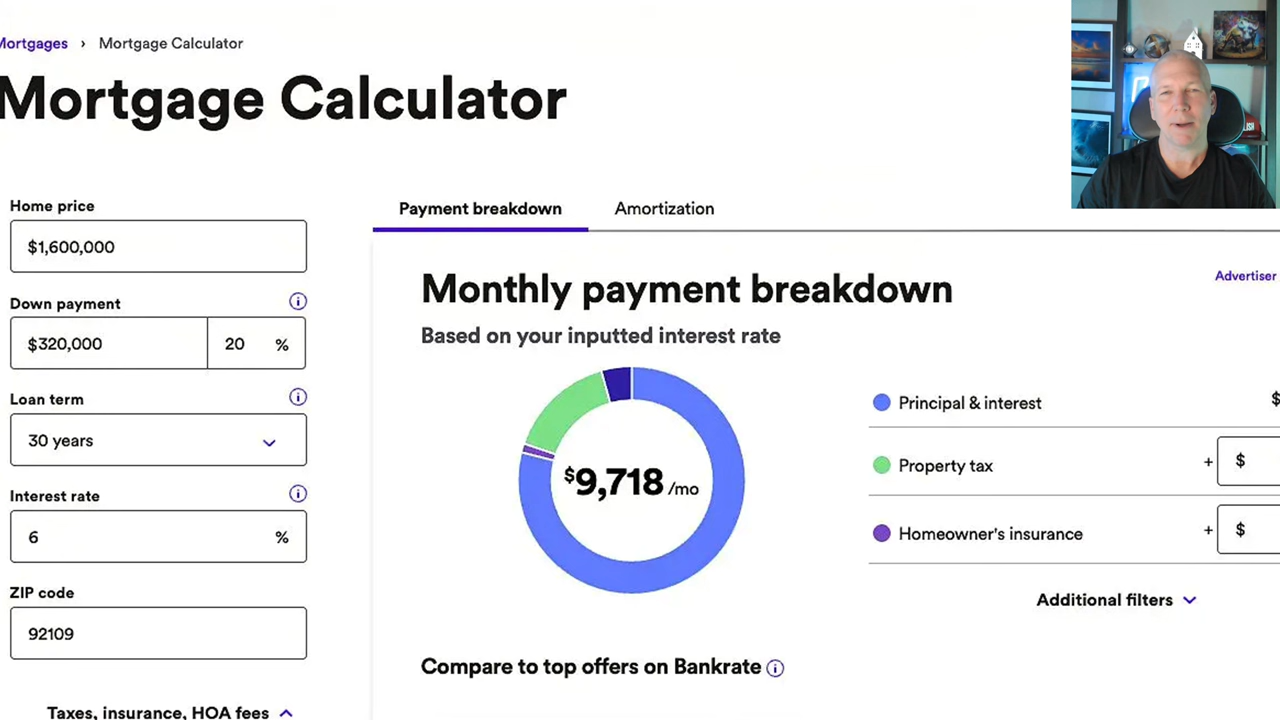 Mortgages › Mortgage Calculator
Mortgage Calculator
Home price
$1,600,000
Down payment
$320,000 20 %
Loan term
30 years
Interest rate
6 %
ZIP code
92109
Taxes, insurance, HOA fees
Payment breakdown Amortization
Advertiser
Monthly payment breakdown
Based on your inputted interest rate
$9,718 /mo
Principal & interest $
Property tax + $
Homeowner's insurance + $
Additional filters
Compare to top offers on Bankrate